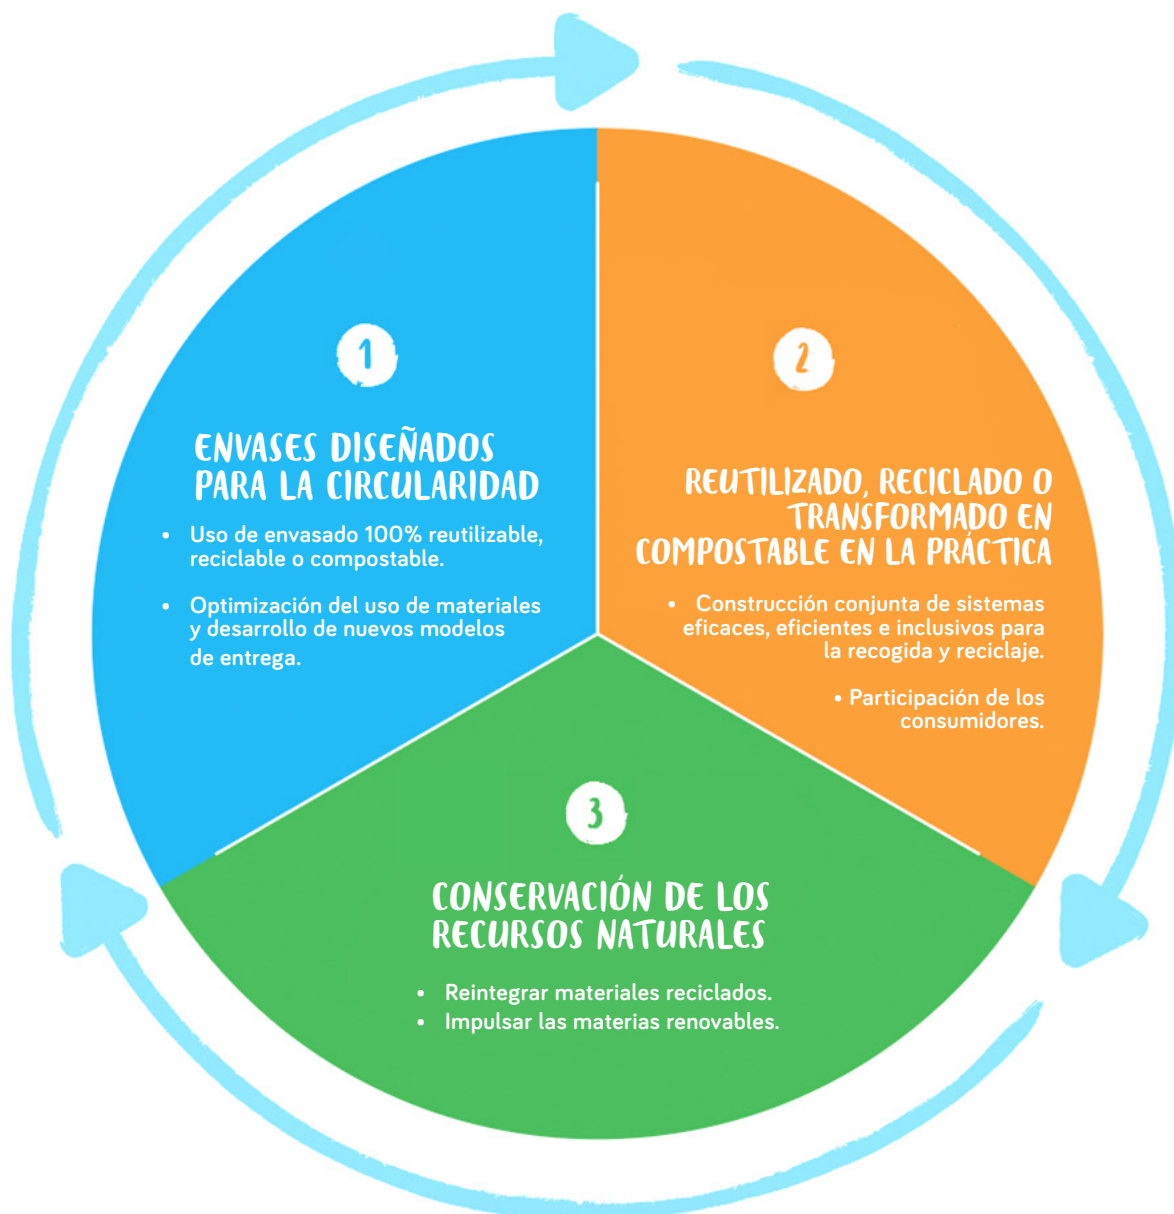 1
ENVASES DISEÑADOS
PARA LA CIRCULARIDAD
• Uso de envasado 100% reutilizable,
reciclable o compostable.
• Optimización del uso de materiales
y desarrollo de nuevos modelos
de entrega.
2
REUTILIZADO, RECICLADO O
TRANSFORMADO EN
COMPOSTABLE EN LA PRÁCTICA
• Construcción conjunta de sistemas
eficaces, eficientes e inclusivos para
la recogida y reciclaje.
• Participación de los
consumidores.
3
CONSERVACIÓN DE LOS
RECURSOS NATURALES
• Reintegrar materiales reciclados.
• Impulsar las materias renovables.